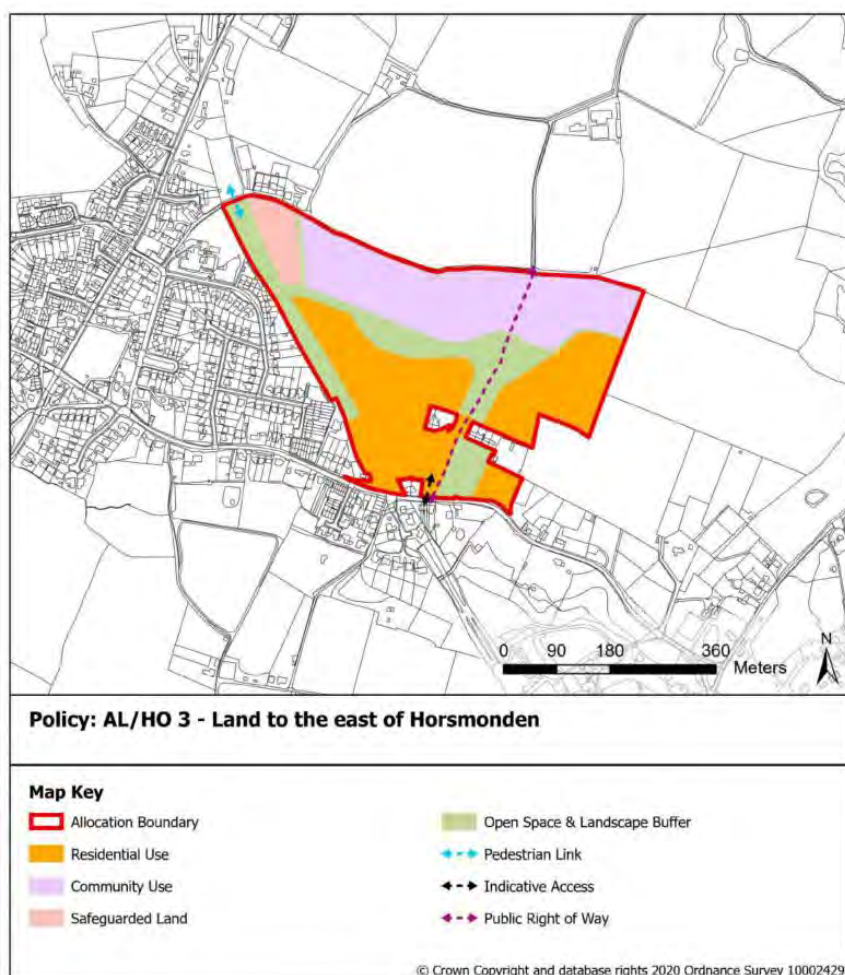 N
0 90 180 360
Meters
Policy: AL/HO 3 - Land to the east of Horsmonden
Map Key
Allocation Boundary
Residential Use
Community Use
Safeguarded Land
Open Space & Landscape Buffer
Pedestrian Link
Indicative Access
Public Right of Way
© Crown Copyright and database rights 2020 Ordnance Survey 10002429